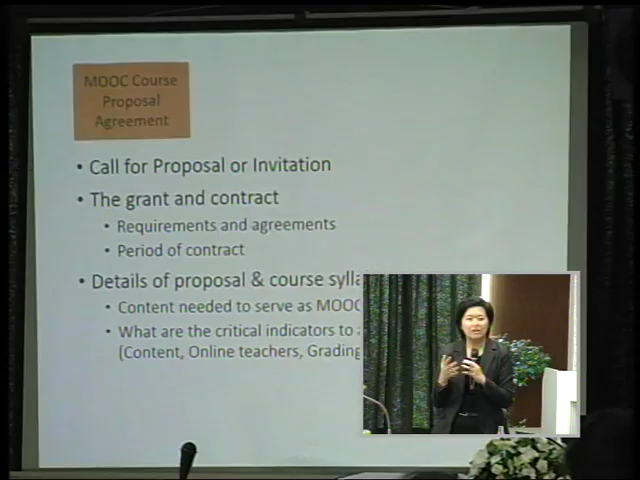 MOOC Course
Proposal
Agreement
• Call for Proposal or Invitation
• The grant and contract
• Requirements and agreements
• Period of contract
• Details of proposal & course
• Content needed to serve as MOOC
• What are the critical indicators to
(Content, Online teachers, Grading